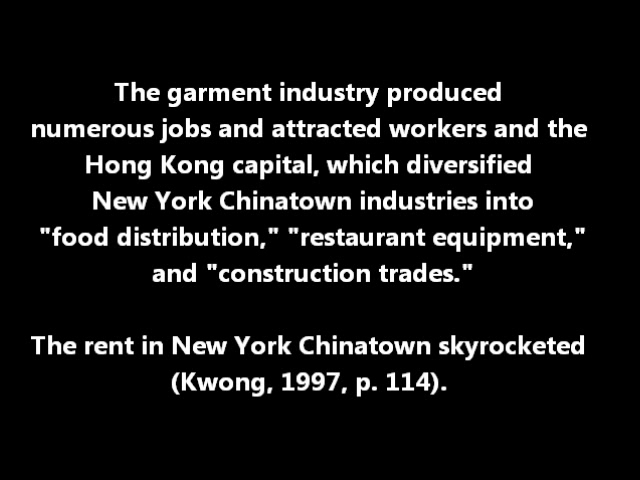 The garment industry produced
numerous jobs and attracted workers and the
Hong Kong capital, which diversified
New York Chinatown industries into
"food distribution," "restaurant equipment,"
and "construction trades."
The rent in New York Chinatown skyrocketed
(Kwong, 1997, p. 114).